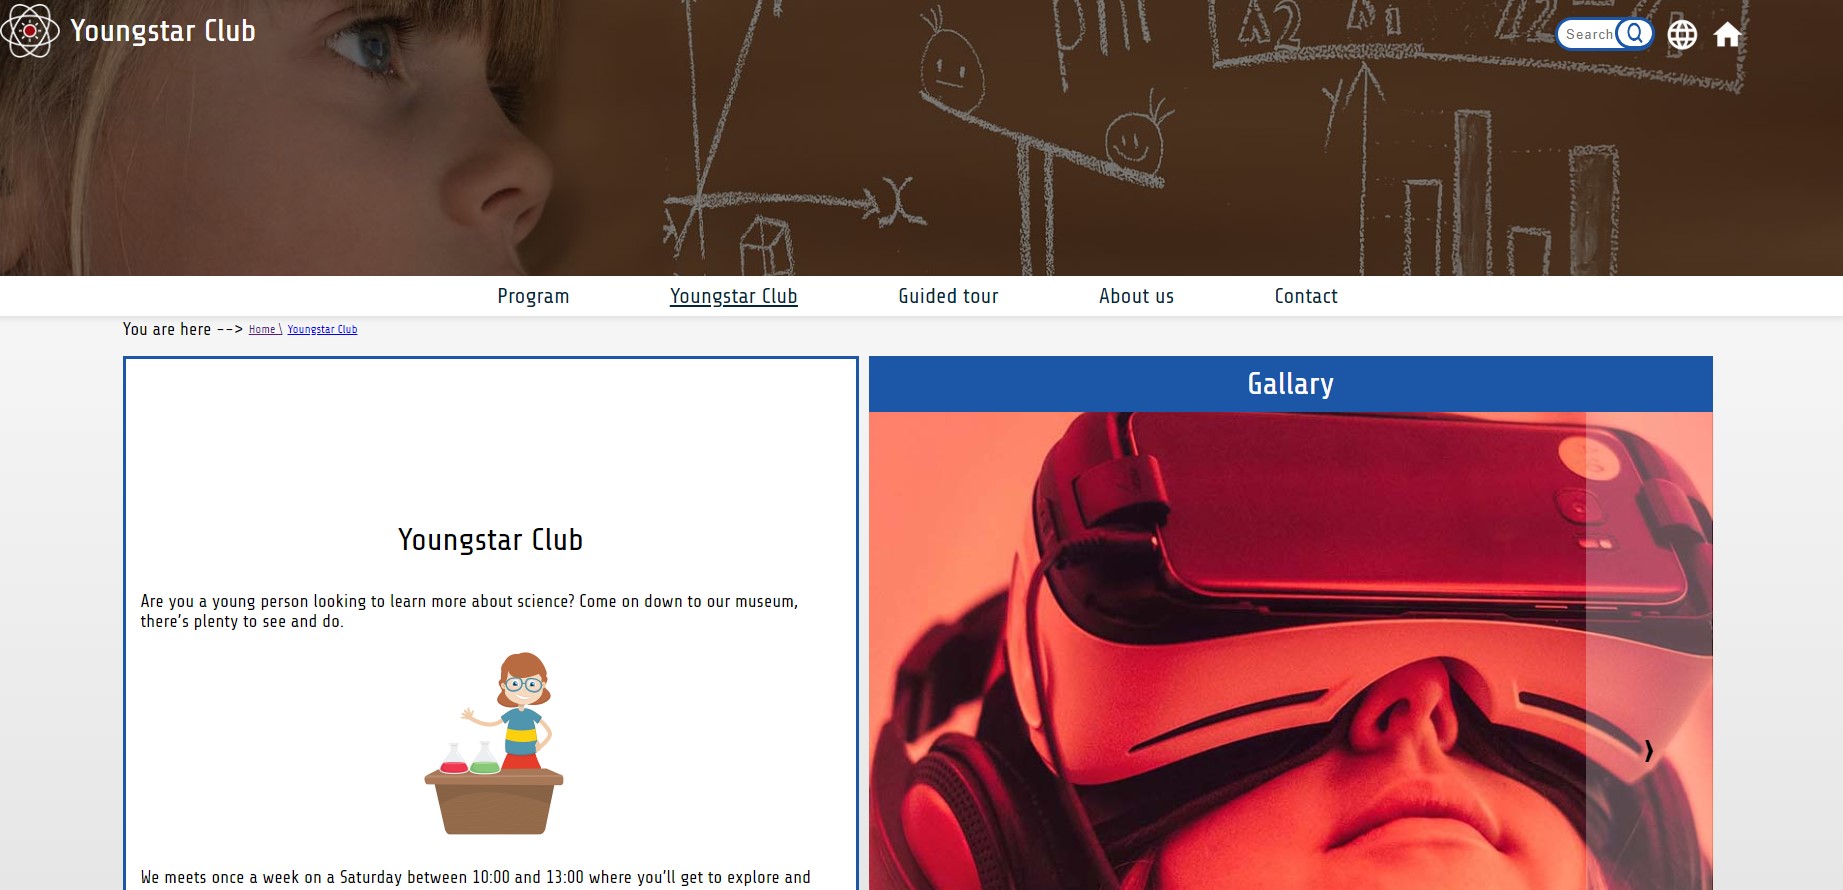 Youngstar Club
Search
Program
Youngstar Club
Guided tour
About us
Contact
You are here --> Home \ Youngstar Club
Youngstar Club
Are you a young person looking to learn more about science? Come on down to our museum,
there's plenty to see and do.
We meets once a week on a Saturday between 10:00 and 13:00 where you'll get to explore and
Gallary
X
Y